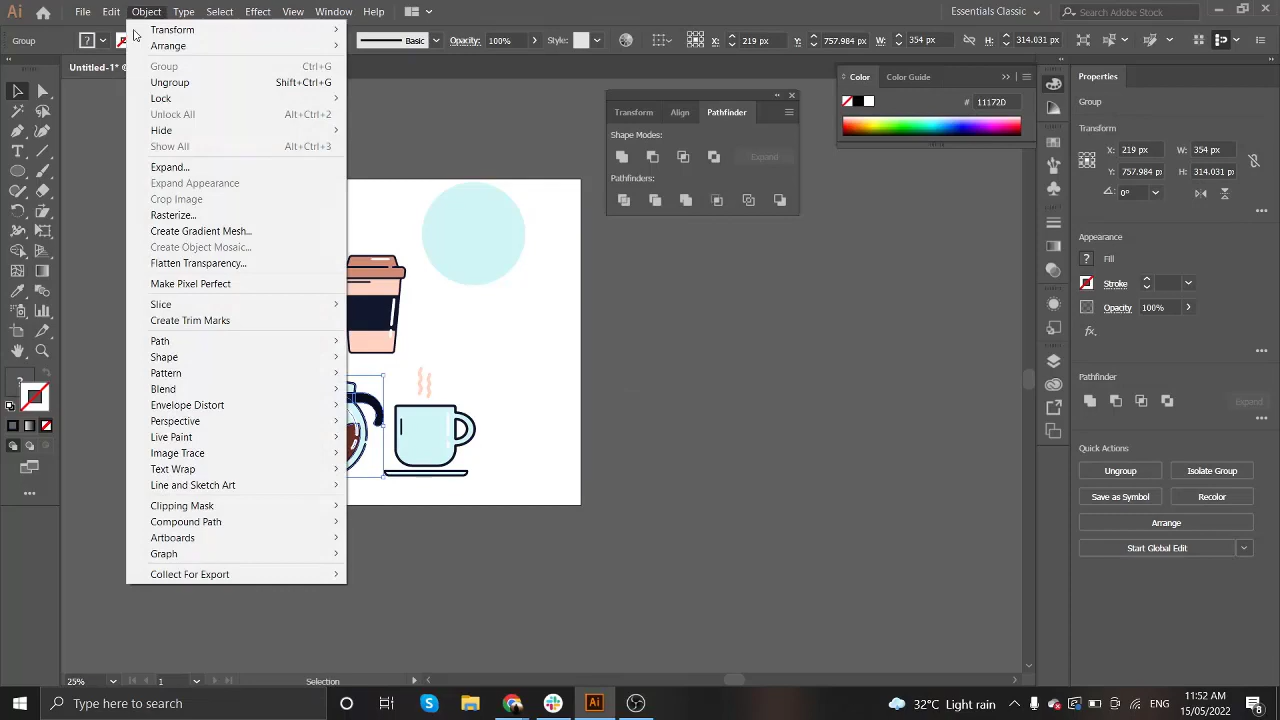 Ai File Edit Object Type Select Effect View Window Help Essentials Classic Search Adobe Stock
Group Basic Opacity: 100% Style: X: 219 px Y: 757.984 px W: 354 px H: 314.031 px
Untitled-1*
Transform
Arrange
Group Ctrl+G
Ungroup Shift+Ctrl+G
Lock
Unlock All Alt+Ctrl+2
Hide
Show All Alt+Ctrl+3
Expand...
Expand Appearance
Crop Image
Rasterize...
Create Gradient Mesh...
Create Object Mosaic...
Flatten Transparency...
Make Pixel Perfect
Slice
Create Trim Marks
Path
Shape
Pattern
Blend
Envelope Distort
Perspective
Live Paint
Image Trace
Text Wrap
Line and Sketch Art
Clipping Mask
Compound Path
Artboards
Graph
Collect For Export
Transform Align Pathfinder
Shape Modes:
Expand
Pathfinders:
Color Color Guide
# 11172D
Properties
Group
Transform
X: 219 px W: 354 px
Y: 757.984 p H: 314.031 p
0°
Appearance
? Fill
Stroke
Opacity 100%
fx
Pathfinder
Expand
Quick Actions
Ungroup Isolate Group
Save as Symbol Recolor
Arrange
Start Global Edit
25% 1 Selection
Type here to search
22°C Light rain ENG
11:52 AM
15/05/2022